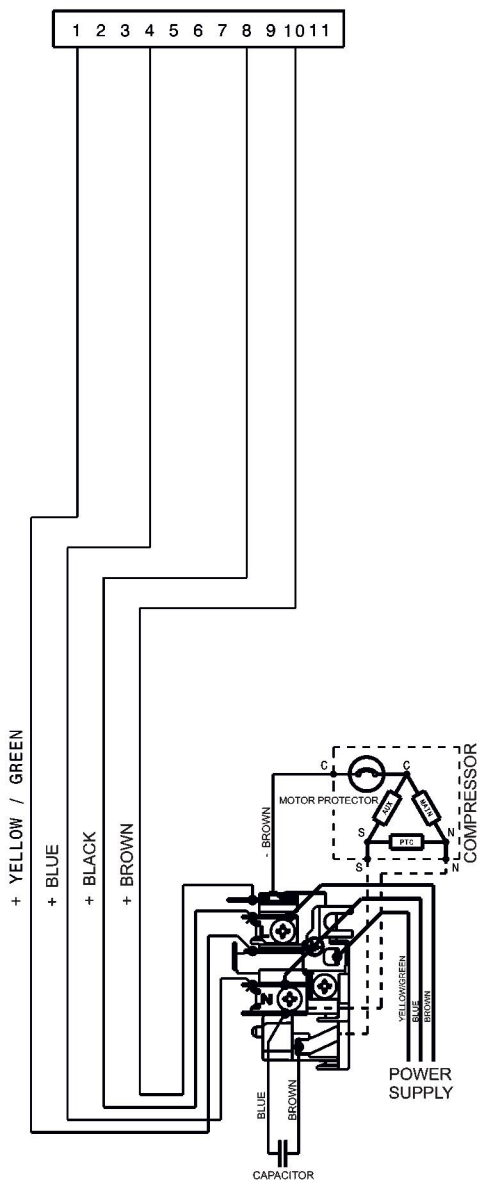 1 2 3 4 5 6 7 8 9 10 11
+ YELLOW / GREEN
+ BLUE
+ BLACK
+ BROWN
C
C
MOTOR PROTECTOR
AUX
MAIN
S
PTC
N
S
N
COMPRESSOR
- BROWN
N
YELLOW/GREEN
BLUE
BROWN
POWER
SUPPLY
BLUE
BROWN
CAPACITOR